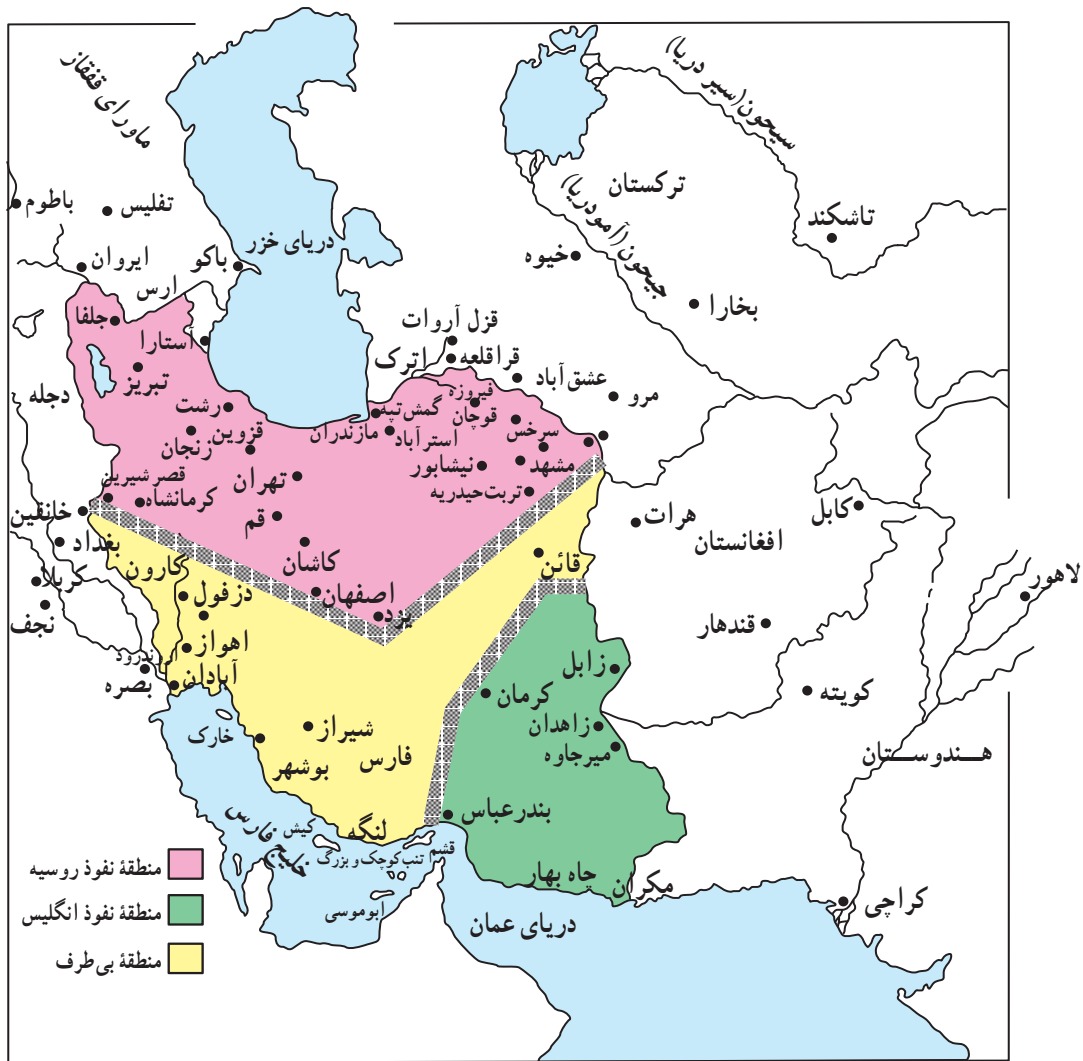 ماورای قفقاز
سیحون (سیر دریا)
ترکستان
جیحون (آمودریا)
تاشکند
باطوم
تفلیس
دریای خزر
باکو
ایروان
خیوه
بخارا
ارس
جلفا
آستارا
قزل آروات
قراقلعه
اترک
عشق آباد
مرو
تبریز
دجله
فیروزه
قوچان
گمش تپه
رشت
مازندران
استرآباد
سرخس
قزوین
زنجان
مشهد
نیشابور
قصر شیرین
تهران
تربت حیدریه
کرمانشاه
خانقین
قم
هرات
کابل
افغانستان
بغداد
کاشان
قائن
کارون
کربلا
لاهور
دزفول
اصفهان
یزد
نجف
قندهار
اهواز
اروندرود
زابل
آبادان
بصره
کرمان
کویته
خارک
شیراز
زاهدان
فارس
میرجاوه
بوشهر
هندوستان
بندرعباس
خلیج فارس
کیش
لنگه
قشم
تنب کوچک و بزرگ
چاه بهار
مکران
کراچی
ابوموسی
دریای عمان
منطقهٔ نفوذ روسیه
منطقهٔ نفوذ انگلیس
منطقهٔ بی‌طرف